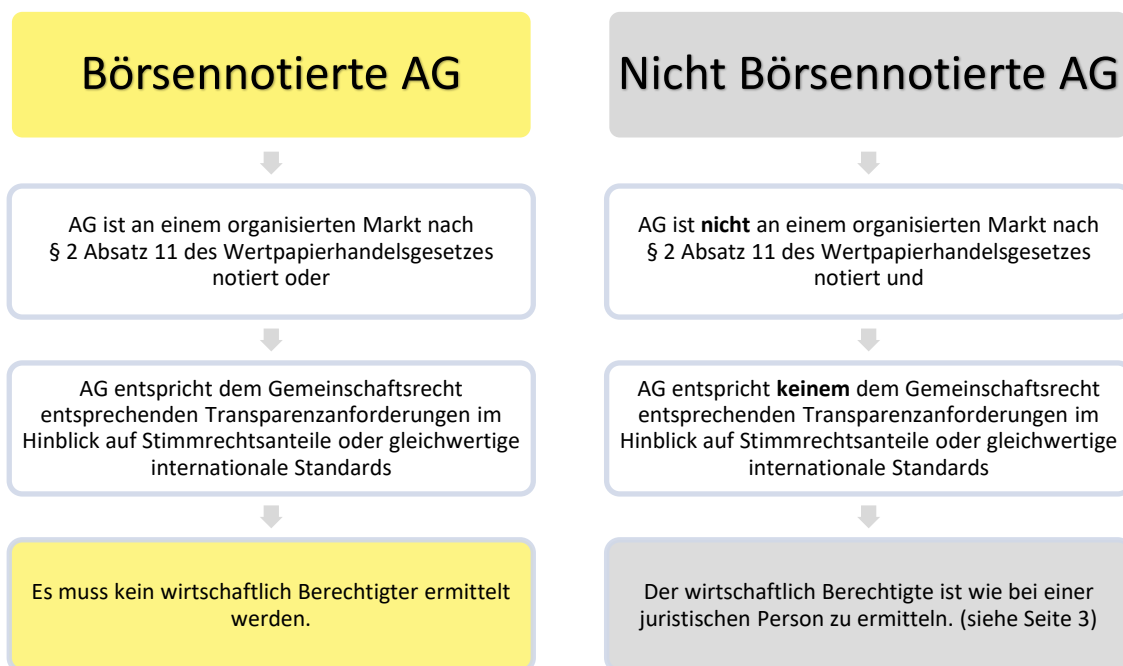 Börsennotierte AG
AG ist an einem organisierten Markt nach
§ 2 Absatz 11 des Wertpapierhandelsgesetzes
notiert oder
AG entspricht dem Gemeinschaftsrecht
entsprechenden Transparenzanforderungen im
Hinblick auf Stimmrechtsanteile oder gleichwertige
internationale Standards
Es muss kein wirtschaftlich Berechtigter ermittelt
werden.
Nicht Börsennotierte AG
AG ist nicht an einem organisierten Markt nach
§ 2 Absatz 11 des Wertpapierhandelsgesetzes
notiert und
AG entspricht keinem dem Gemeinschaftsrecht
entsprechenden Transparenzanforderungen im
Hinblick auf Stimmrechtsanteile oder gleichwertige
internationale Standards
Der wirtschaftlich Berechtigte ist wie bei einer
juristischen Person zu ermitteln. (siehe Seite 3)